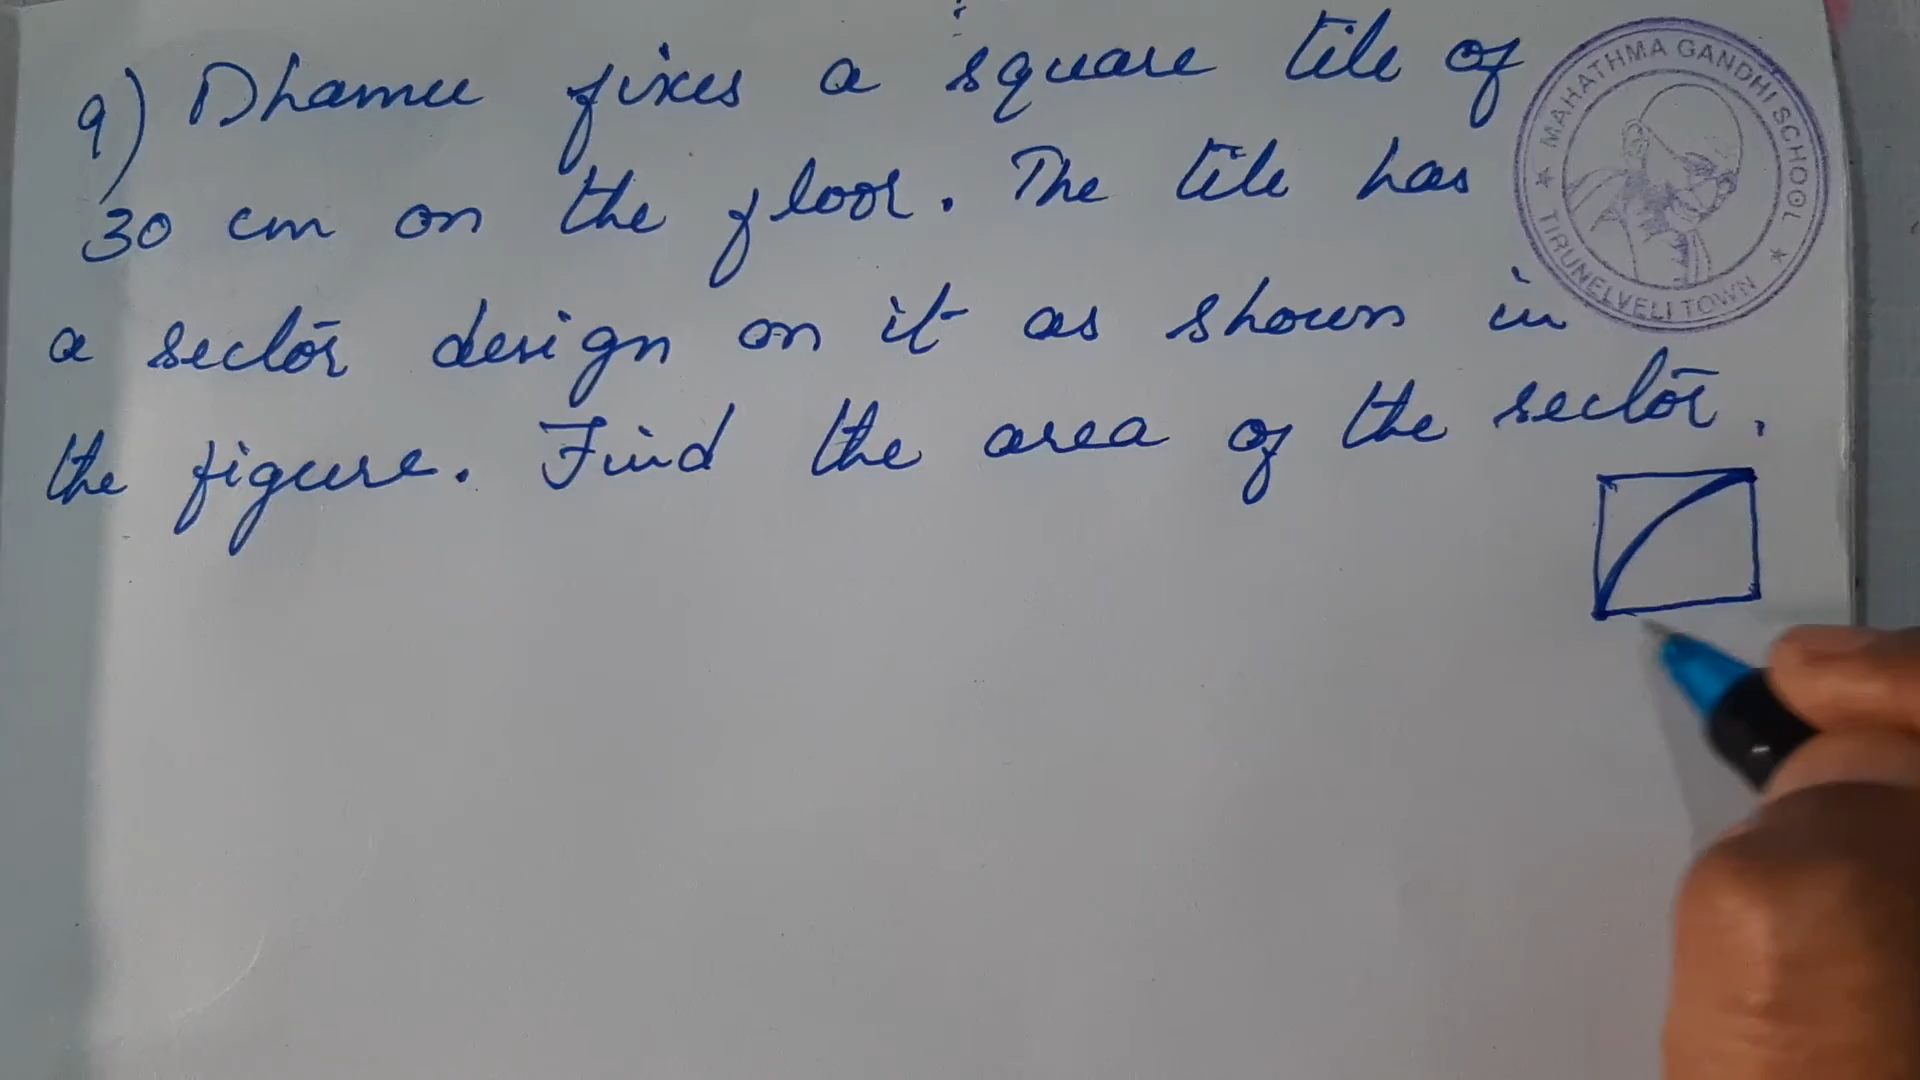 9) Dhamu fixes a square tile of
30 cm on the floor. The tile has
a sector design on it as shown in
the figure. Find the area of the sector.
MAHATHMA GANDHI SCHOOL
★ TIRUNELVELI TOWN ★